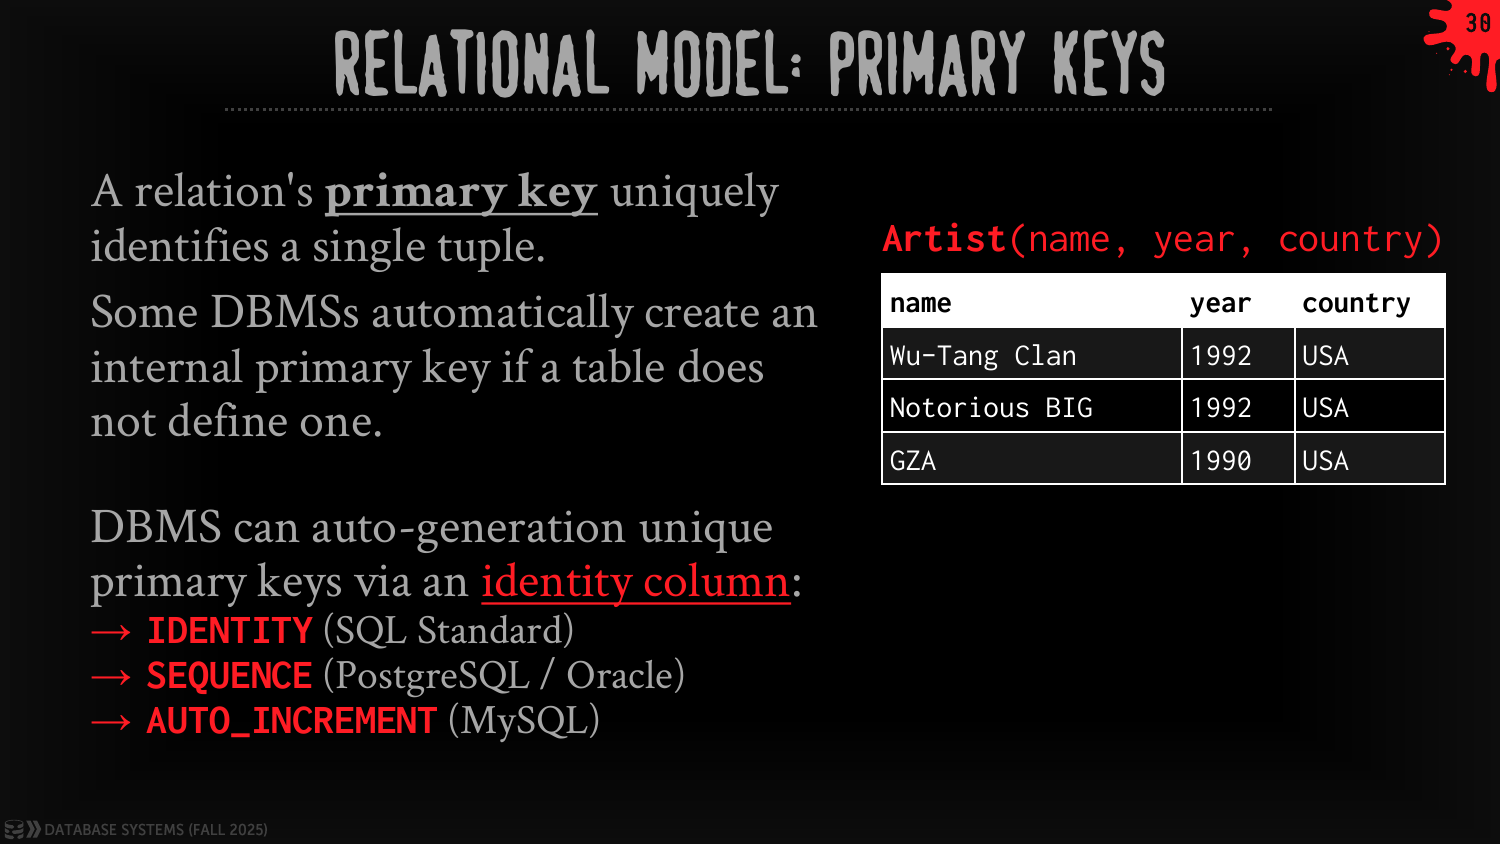 30
RELATIONAL MODEL: PRIMARY KEYS
A relation's primary key uniquely
identifies a single tuple.
Some DBMSs automatically create an
internal primary key if a table does
not define one.
DBMS can auto-generation unique
primary keys via an identity column:
→ IDENTITY (SQL Standard)
→ SEQUENCE (PostgreSQL / Oracle)
→ AUTO_INCREMENT (MySQL)
Artist(name, year, country)
name year country
Wu-Tang Clan 1992 USA
Notorious BIG 1992 USA
GZA 1990 USA
DATABASE SYSTEMS (FALL 2025)